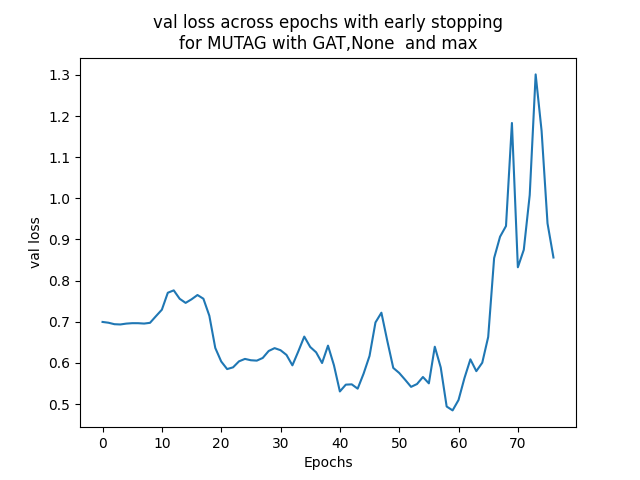 val loss across epochs with early stopping
for MUTAG with GAT,None  and max
1.3
1.2
1.1
1.0
0.9
0.8
0.7
0.6
0.5
val loss
0 10 20 30 40 50 60 70
Epochs